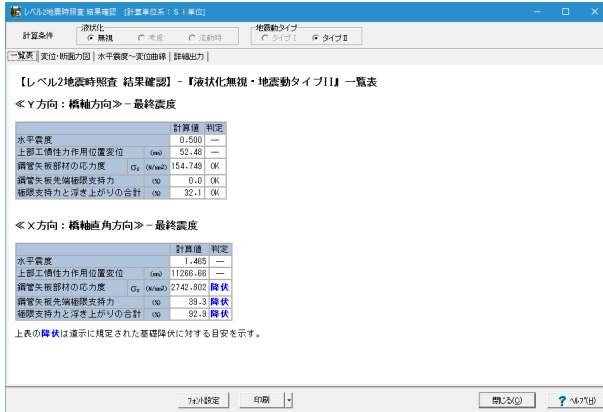 レベル2地震時照査 結果確認 [計算単位系：ＳＩ単位]
計算条件
液状化
無視 考慮 流動時
地震動タイプ
タイプⅠ タイプⅡ
一覧表 変位・断面力図 水平震度～変位曲線 詳細出力
【レベル2地震時照査 結果確認】-『液状化無視・地震動タイプII』一覧表
≪Ｙ方向：橋軸方向≫－最終震度
計算値 判定
水平震度 0.500 ―
上部工慣性力作用位置変位 (mm) 52.48 ―
鋼管矢板部材の応力度 σs (N/mm2) 154.749 OK
鋼管矢板先端極限支持力 (%) 0.0 OK
極限支持力と浮き上がりの合計 (%) 32.1 OK
≪Ｘ方向：橋軸直角方向≫－最終震度
計算値 判定
水平震度 1.465 ―
上部工慣性力作用位置変位 (mm) 11266.66 ―
鋼管矢板部材の応力度 σs (N/mm2) 2742.802 降伏
鋼管矢板先端極限支持力 (%) 39.3 降伏
極限支持力と浮き上がりの合計 (%) 92.9 降伏
上表の降伏は道示に規定された基礎降伏に対する目安を示す。
フォント設定 印刷 閉じる(C) ? ヘルプ(H)